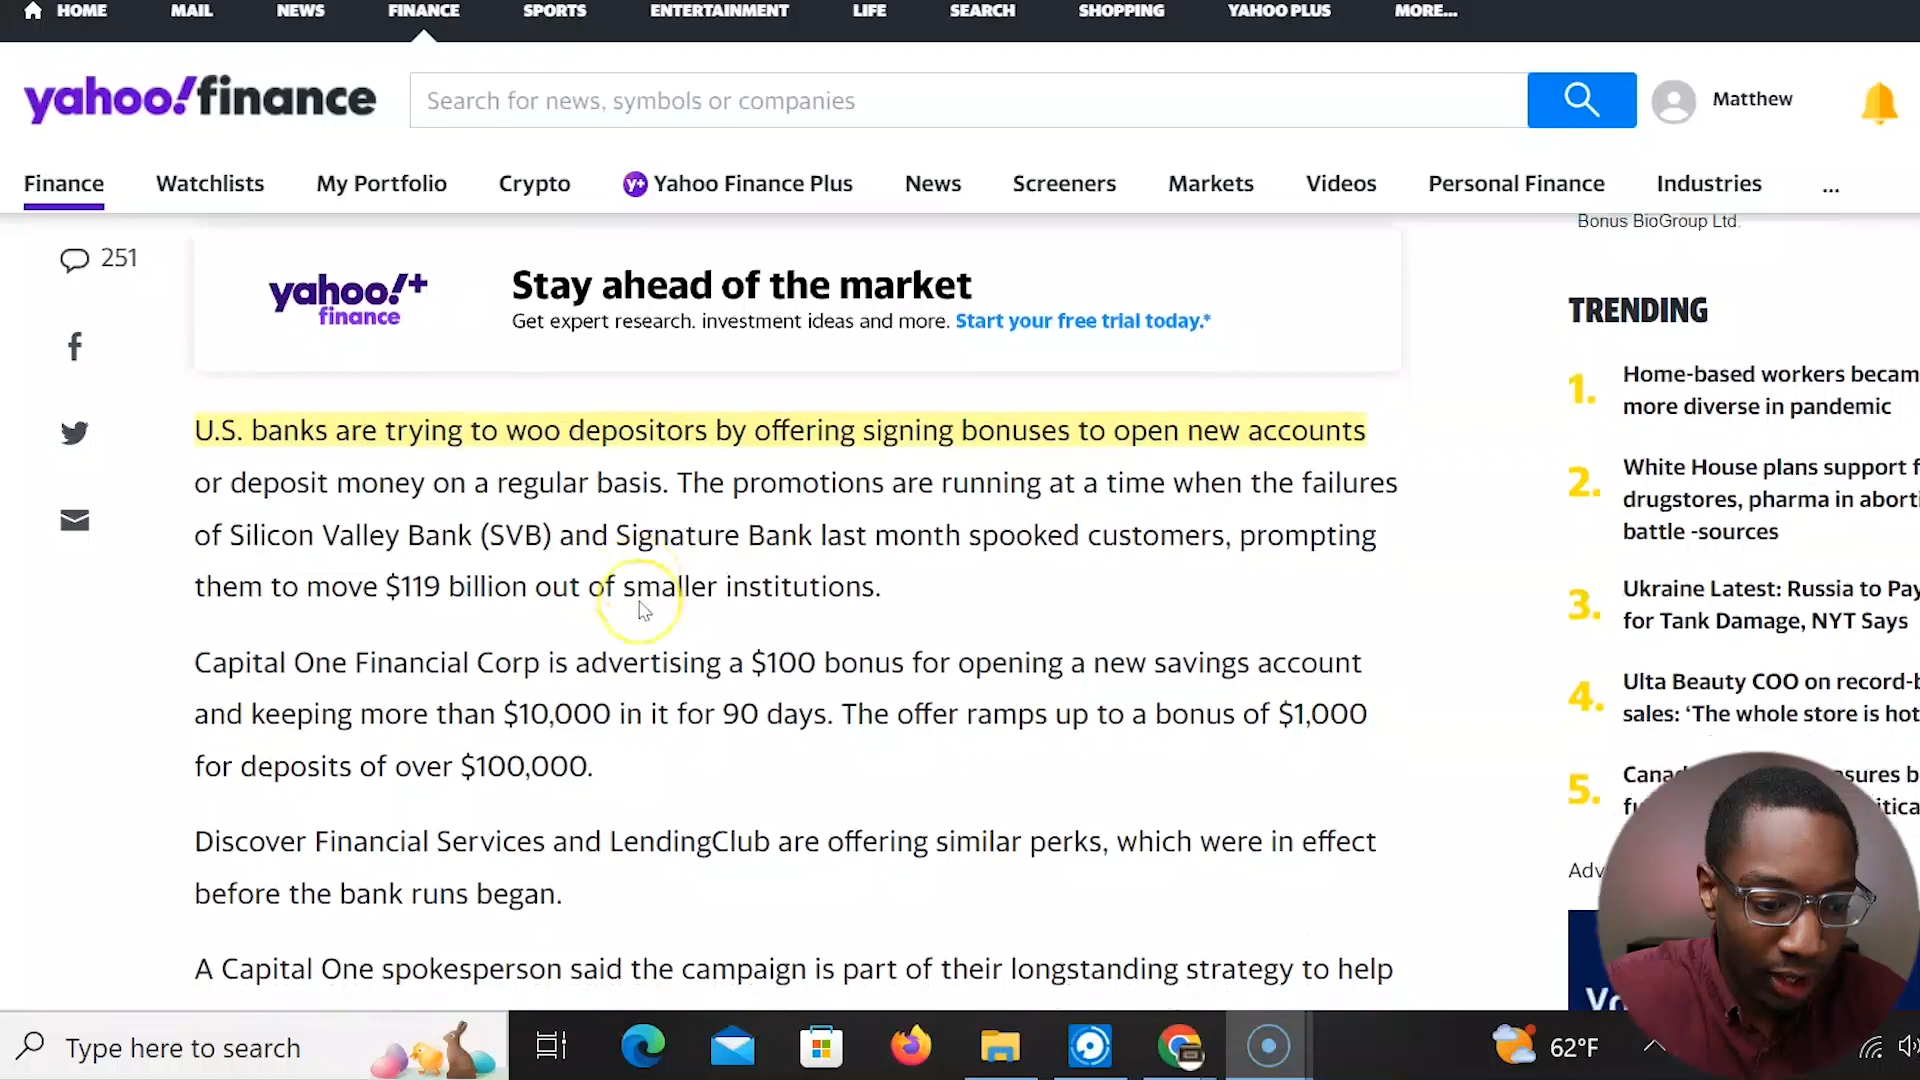 HOME MAIL NEWS FINANCE SPORTS ENTERTAINMENT LIFE SEARCH SHOPPING YAHOO PLUS MORE...
yahoo!finance
Search for news, symbols or companies
Matthew
Finance Watchlists My Portfolio Crypto y+ Yahoo Finance Plus News Screeners Markets Videos Personal Finance Industries ...
Bonus BioGroup Ltd.
251
yahoo!+
finance
Stay ahead of the market
Get expert research. investment ideas and more. Start your free trial today.*
U.S. banks are trying to woo depositors by offering signing bonuses to open new accounts
or deposit money on a regular basis. The promotions are running at a time when the failures
of Silicon Valley Bank (SVB) and Signature Bank last month spooked customers, prompting
them to move $119 billion out of smaller institutions.
Capital One Financial Corp is advertising a $100 bonus for opening a new savings account
and keeping more than $10,000 in it for 90 days. The offer ramps up to a bonus of $1,000
for deposits of over $100,000.
Discover Financial Services and LendingClub are offering similar perks, which were in effect
before the bank runs began.
A Capital One spokesperson said the campaign is part of their longstanding strategy to help
TRENDING
1. Home-based workers becam
more diverse in pandemic
2. White House plans support f
drugstores, pharma in aborti
battle -sources
3. Ukraine Latest: Russia to Pay
for Tank Damage, NYT Says
4. Ulta Beauty COO on record-b
sales: ‘The whole store is hot
5. Cana sures b
itica
Adv
Type here to search
62°F